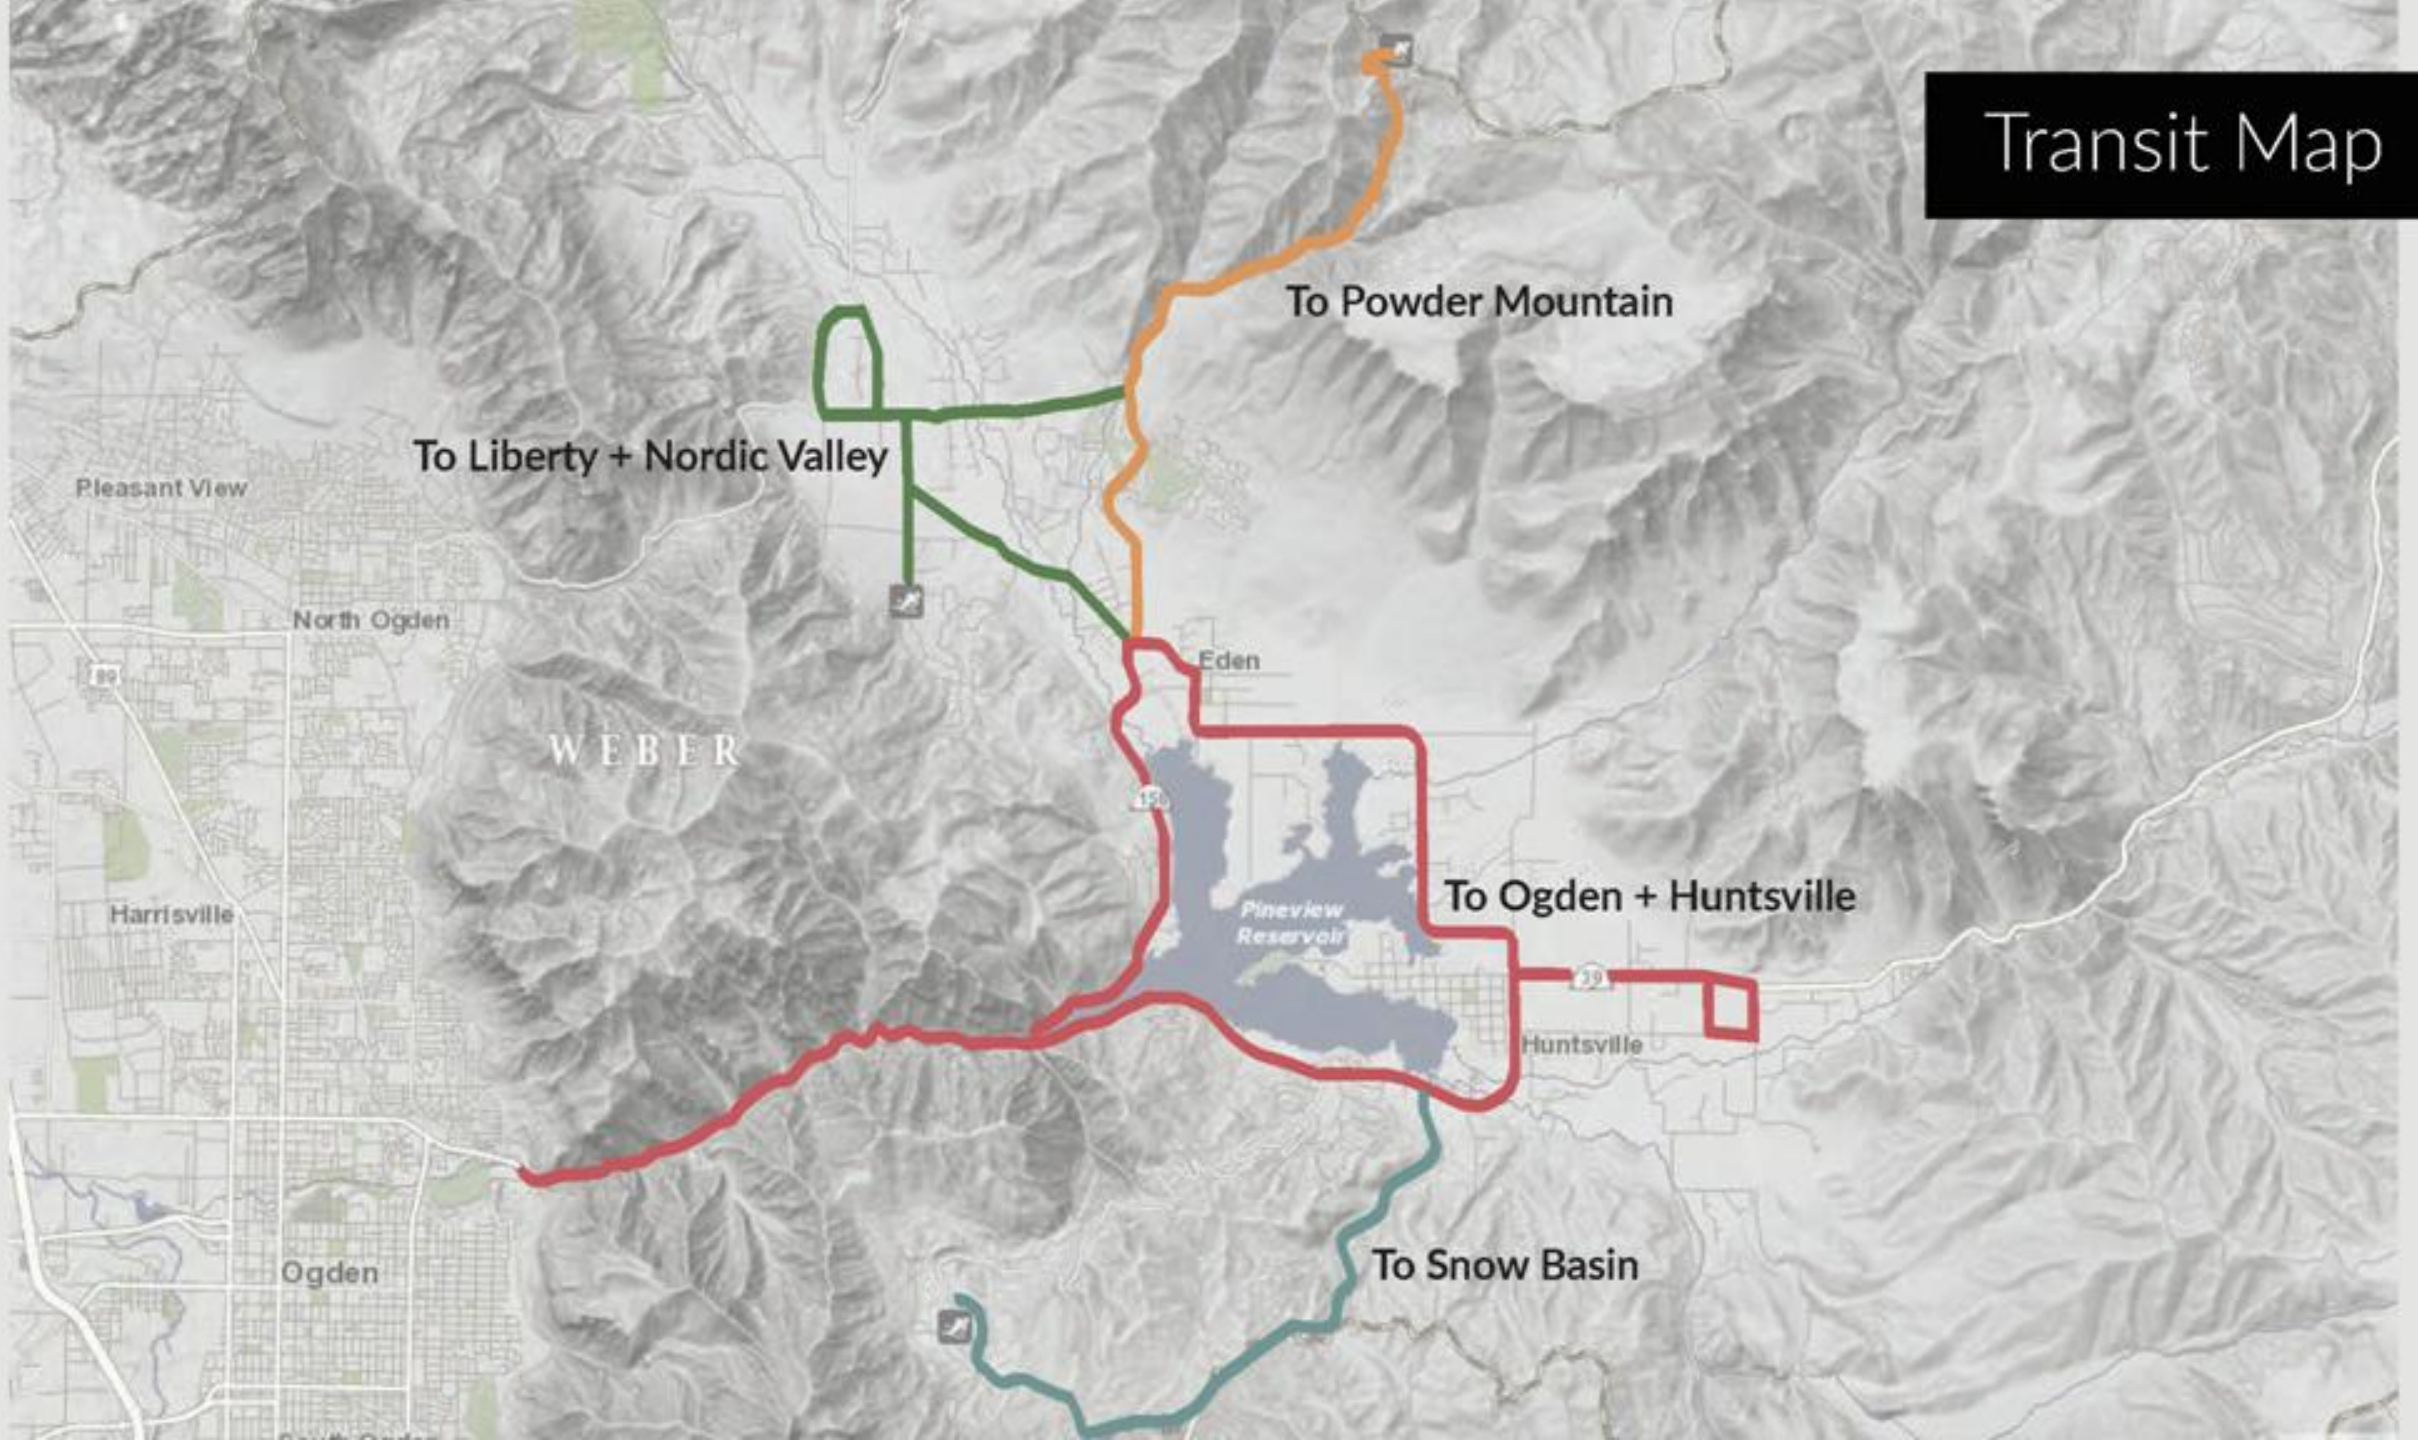 Transit Map
To Powder Mountain
To Liberty + Nordic Valley
Pleasant View
North Ogden
Eden
89
WEBER
To Ogden + Huntsville
Harrisville
Pineview
Reservoir
39
Huntsville
To Snow Basin
Ogden